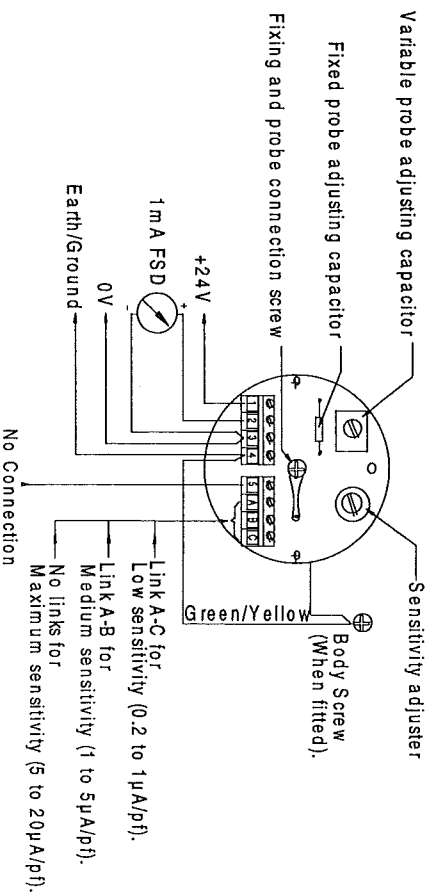 Variable probe adjusting capacitor
Fixed probe adjusting capacitor
Fixing and probe connection screw
Sensitivity adjuster
Body Screw
(When fitted).
Green/Yellow
+24V
1mA FSD
+
-
0V
Earth/Ground
1 2 3 4 5 A B C
No Connection
Link A-C for
Low sensitivity (0.2 to 1µA/pf).
Link A-B for
Medium sensitivity (1 to 5µA/pf).
No links for
Maximum sensitivity (5 to 20µA/pf).